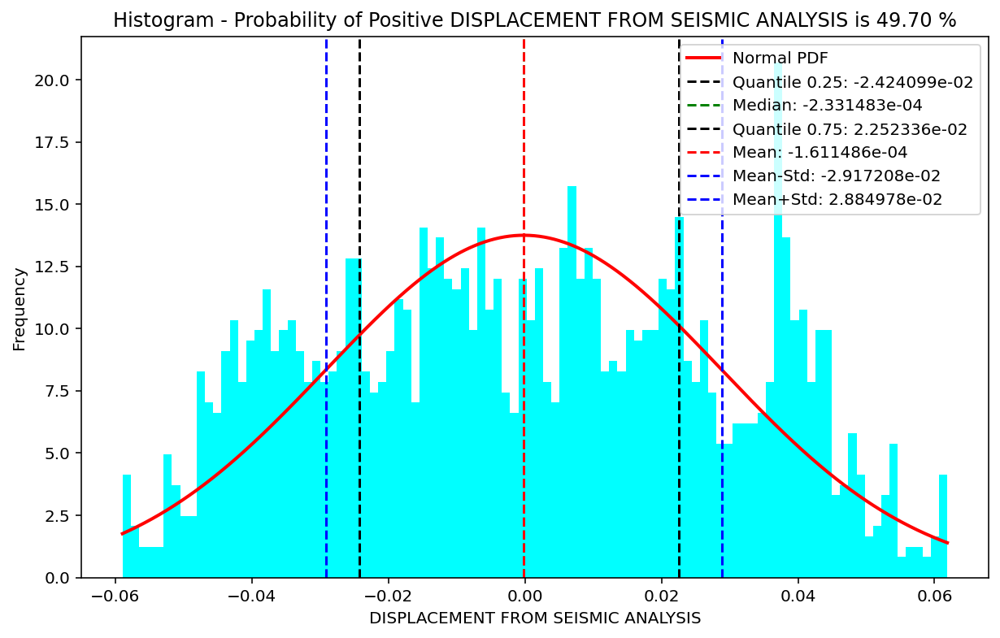 Histogram - Probability of Positive DISPLACEMENT FROM SEISMIC ANALYSIS is 49.70 %
Normal PDF
Quantile 0.25: -2.424099e-02
Median: -2.331483e-04
Quantile 0.75: 2.252336e-02
Mean: -1.611486e-04
Mean-Std: -2.917208e-02
Mean+Std: 2.884978e-02
Frequency
20.0
17.5
15.0
12.5
10.0
7.5
5.0
2.5
0.0
−0.06 −0.04 −0.02 0.00 0.02 0.04 0.06
DISPLACEMENT FROM SEISMIC ANALYSIS